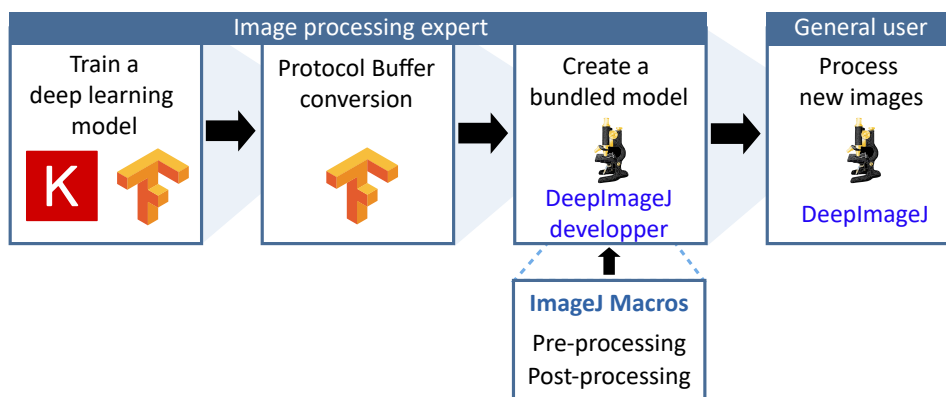 Image processing expert
General user
Train a
deep learning
model
K
Protocol Buffer
conversion
Create a
bundled model
DeepImageJ
developper
Process
new images
DeepImageJ
ImageJ Macros
Pre-processing
Post-processing